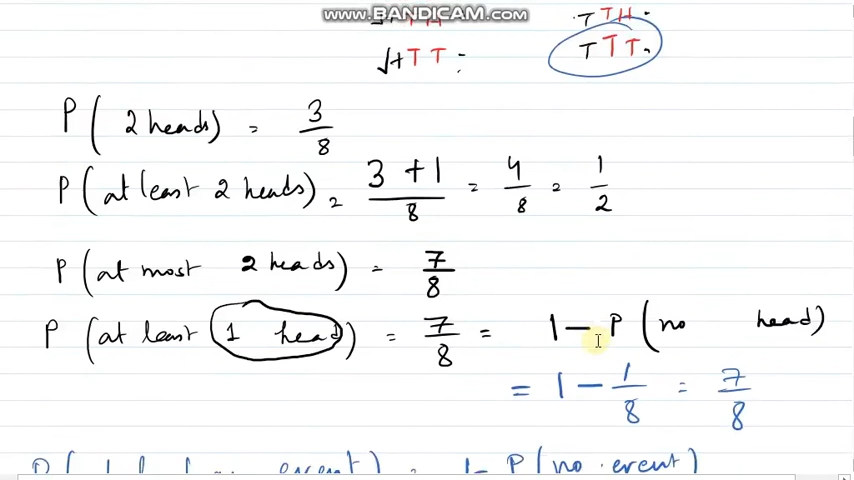 www.BANDICAM.com
H T H T T H :
H T T : T T T.
P ( 2 heads) = 3/8
P (at least 2 heads) = 3 + 1 / 8 = 4/8 = 1/2
P (at most 2 heads) = 7/8
P (at least 1 head) = 7/8 = 1 - P (no head)
= 1 - 1/8 = 7/8
event) = 1 - P (no event)